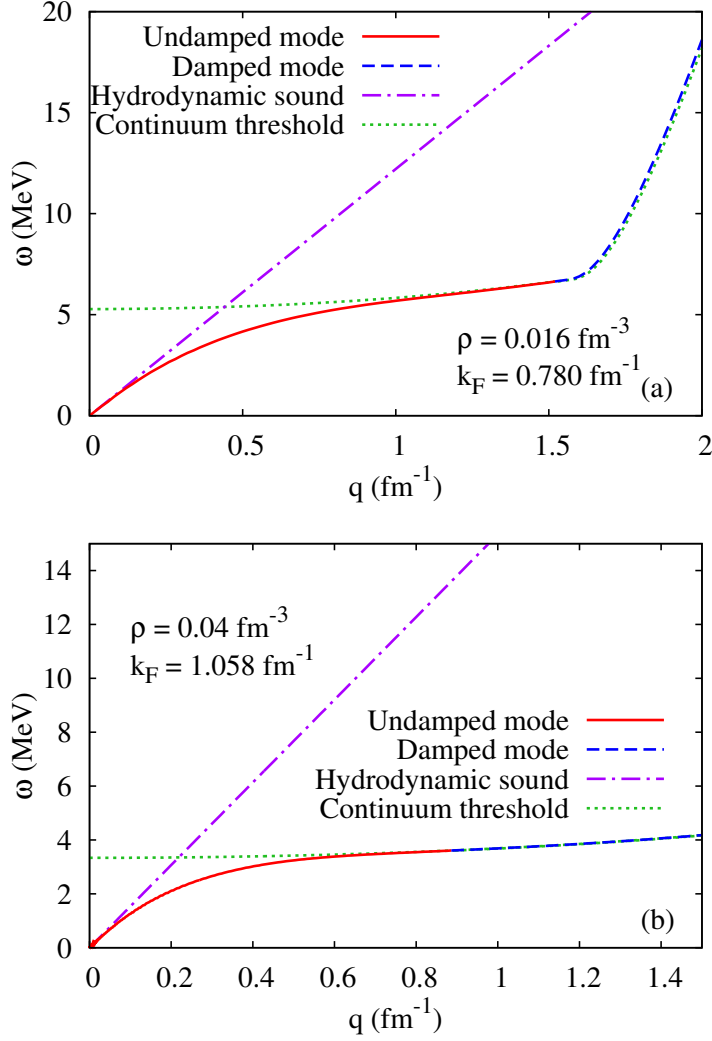 20
15
10
5
0
ω (MeV)
Undamped mode
Damped mode
Hydrodynamic sound
Continuum threshold
ρ = 0.016 fm⁻³
k_F = 0.780 fm⁻¹
(a)
0 0.5 1 1.5 2
q (fm⁻¹)
14
12
10
8
6
4
2
0
ω (MeV)
ρ = 0.04 fm⁻³
k_F = 1.058 fm⁻¹
Undamped mode
Damped mode
Hydrodynamic sound
Continuum threshold
(b)
0 0.2 0.4 0.6 0.8 1 1.2 1.4
q (fm⁻¹)